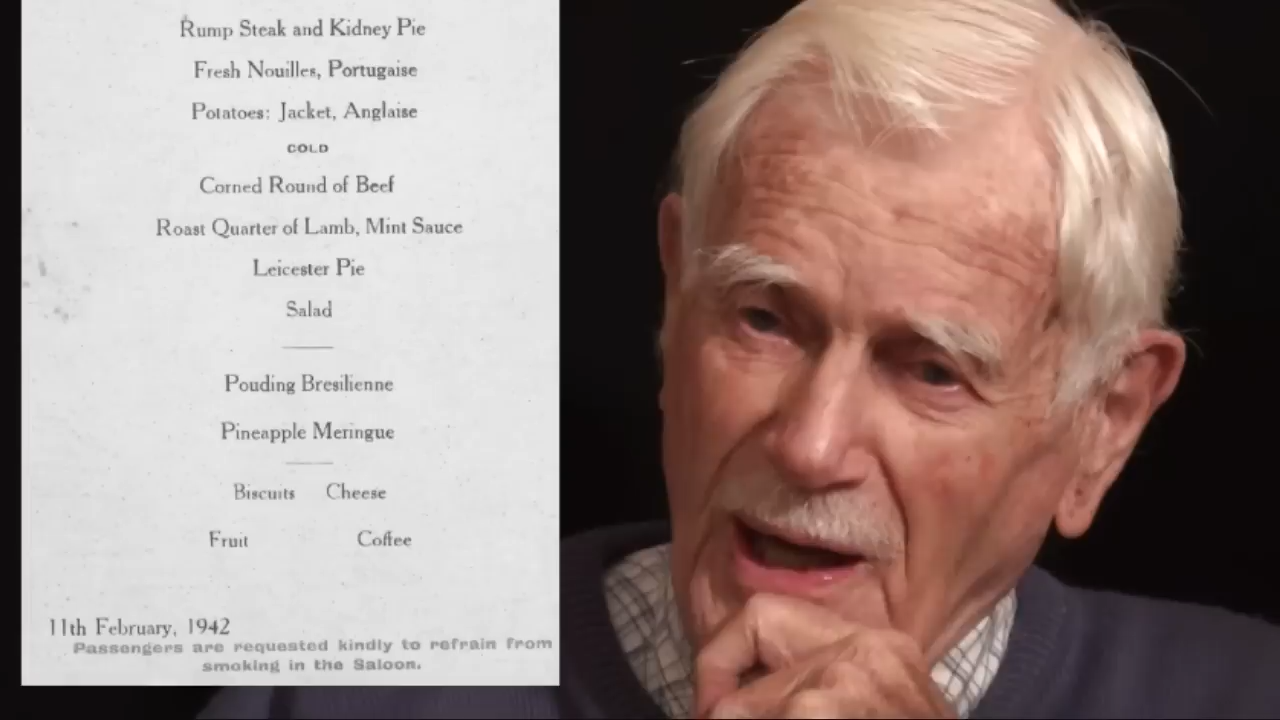 Rump Steak and Kidney Pie
Fresh Nouilles, Portugaise
Potatoes: Jacket, Anglaise
COLD
Corned Round of Beef
Roast Quarter of Lamb, Mint Sauce
Leicester Pie
Salad
Pouding Bresilienne
Pineapple Meringue
Biscuits Cheese
Fruit Coffee
11th February, 1942
Passengers are requested kindly to refrain from
smoking in the Saloon.